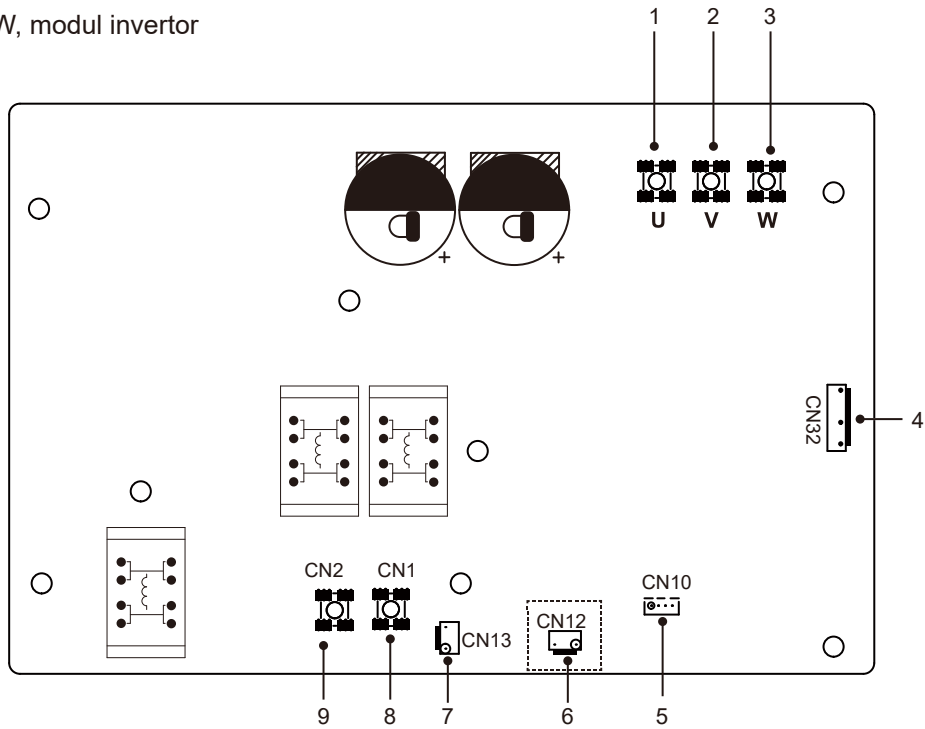 W, modul invertor
1 2 3
+ +
U V W
CN32
4
CN2 CN1
CN10
CN12
CN13
9 8 7 6 5